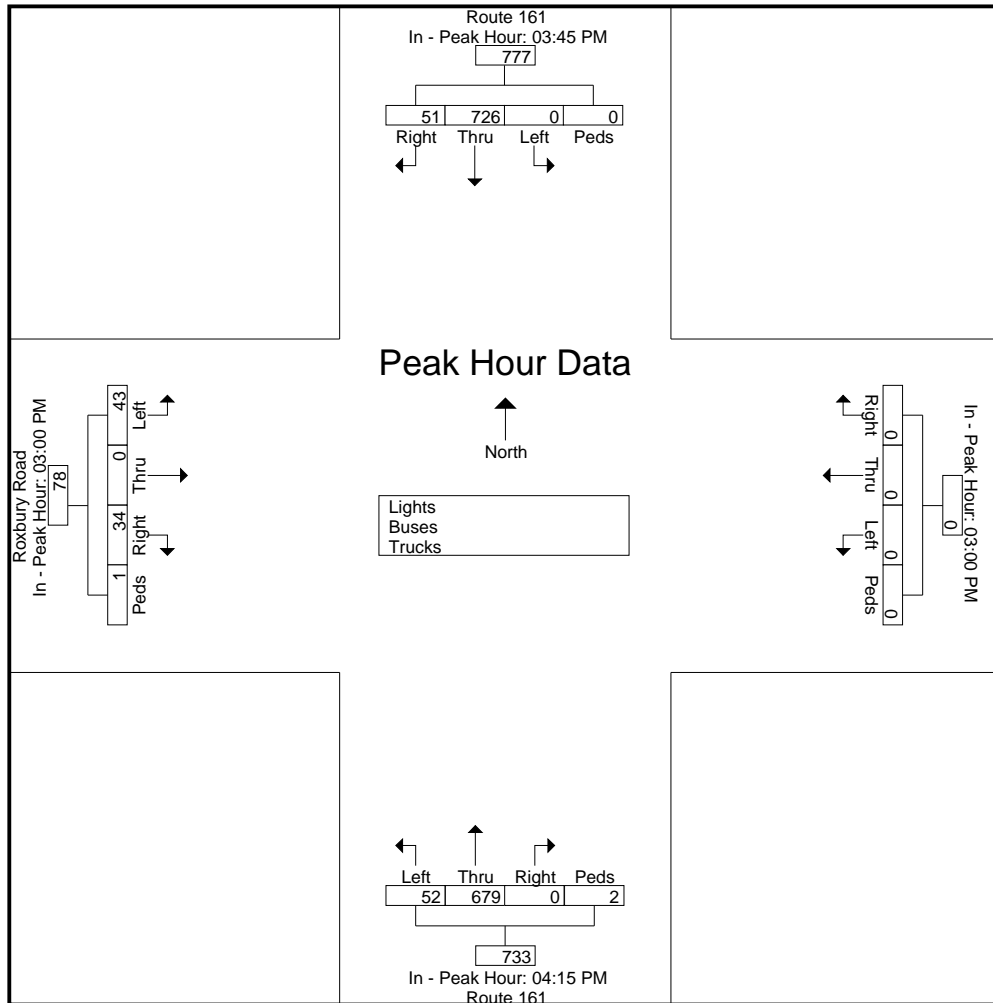 Route 161
In - Peak Hour: 03:45 PM
777
51 726 0 0
Right Thru Left Peds
Peak Hour Data
North
Lights
Buses
Trucks
Roxbury Road
In - Peak Hour: 03:00 PM
78
43 0 34 1
Left Thru Right Peds
In - Peak Hour: 03:00 PM
0
0 0 0 0
Right Thru Left Peds
Left Thru Right Peds
52 679 0 2
733
In - Peak Hour: 04:15 PM
Route 161